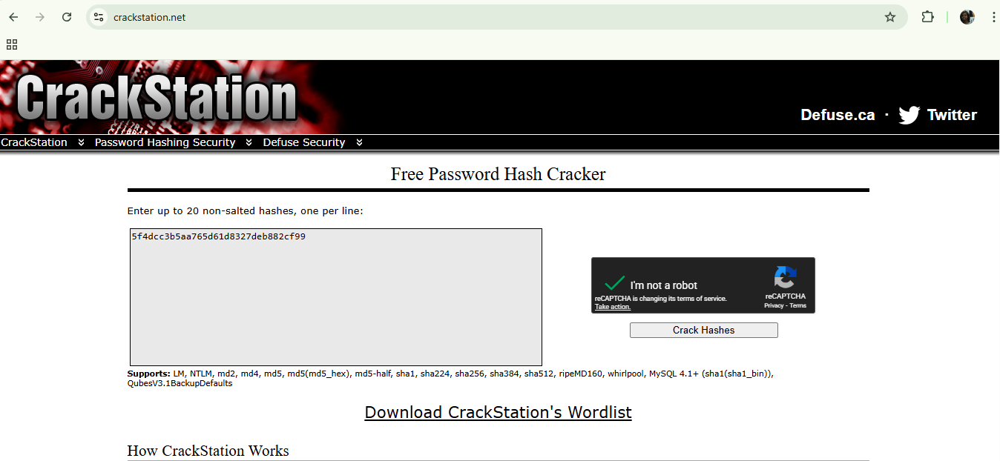 crackstation.net
CrackStation
Defuse.ca · Twitter
CrackStation Password Hashing Security Defuse Security
Free Password Hash Cracker
Enter up to 20 non-salted hashes, one per line:
5f4dcc3b5aa765d61d8327deb882cf99
I'm not a robot
reCAPTCHA is changing its terms of service.
Take action.
reCAPTCHA
Privacy - Terms
Crack Hashes
Supports: LM, NTLM, md2, md4, md5, md5(md5_hex), md5-half, sha1, sha224, sha256, sha384, sha512, ripeMD160, whirlpool, MySQL 4.1+ (sha1(sha1_bin)),
QubesV3.1BackupDefaults
Download CrackStation's Wordlist
How CrackStation Works